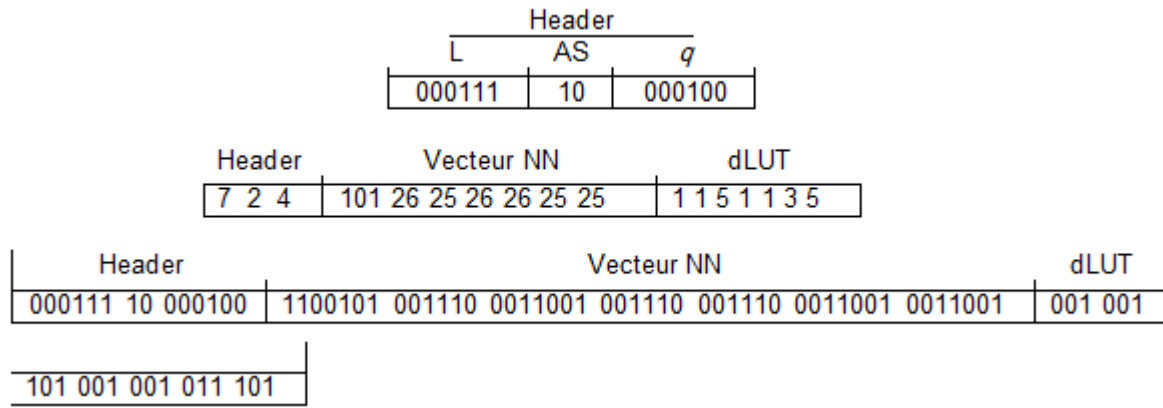 Header
L AS q
000111 10 000100
Header Vecteur NN dLUT
7 2 4 101 26 25 26 26 25 25 1 1 5 1 1 3 5
Header Vecteur NN dLUT
000111 10 000100 1100101 001110 0011001 001110 001110 0011001 0011001 001 001
101 001 001 011 101